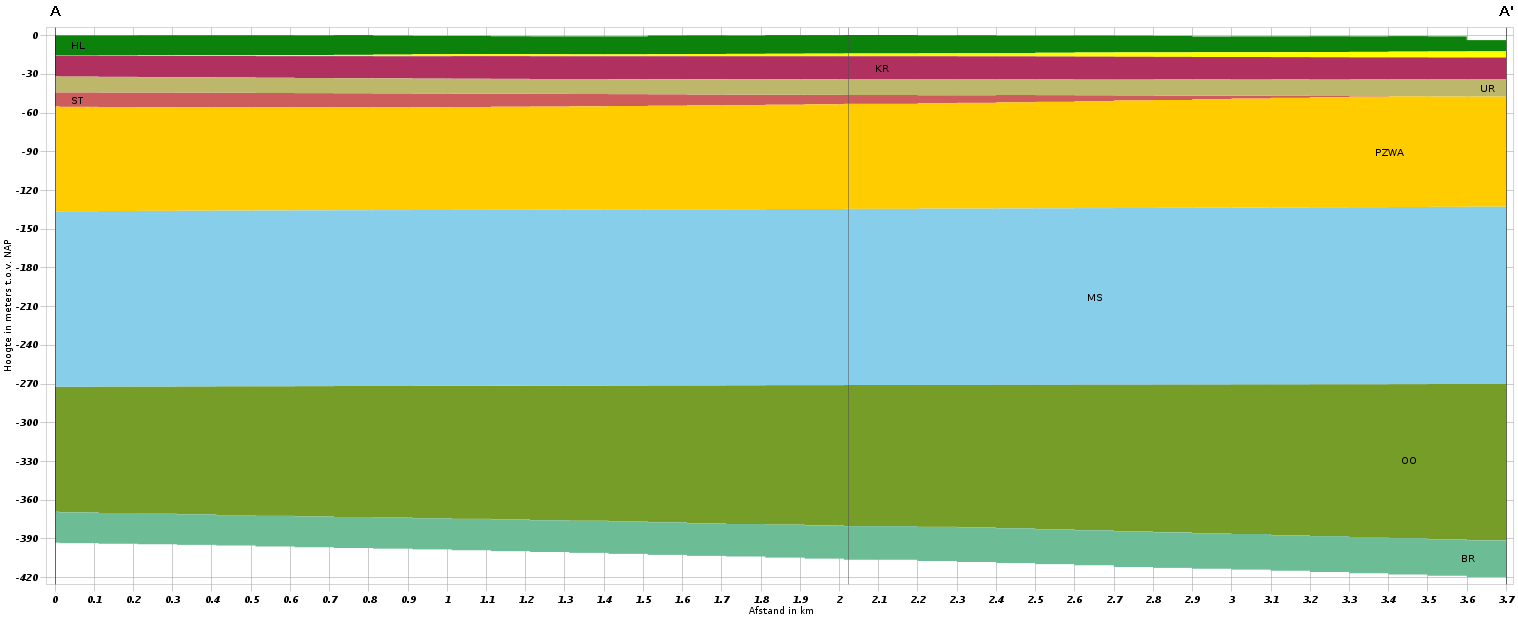 A A'
0
HL
-30 KR
UR
ST
-60
-90 PZWA
-120
-150
-180
-210 MS
-240
-270
-300
-330 OO
-360
-390
BR
-420
Hoogte in meters t.o.v. NAP
0 0.1 0.2 0.3 0.4 0.5 0.6 0.7 0.8 0.9 1 1.1 1.2 1.3 1.4 1.5 1.6 1.7 1.8 1.9 2 2.1 2.2 2.3 2.4 2.5 2.6 2.7 2.8 2.9 3 3.1 3.2 3.3 3.4 3.5 3.6 3.7
Afstand in km